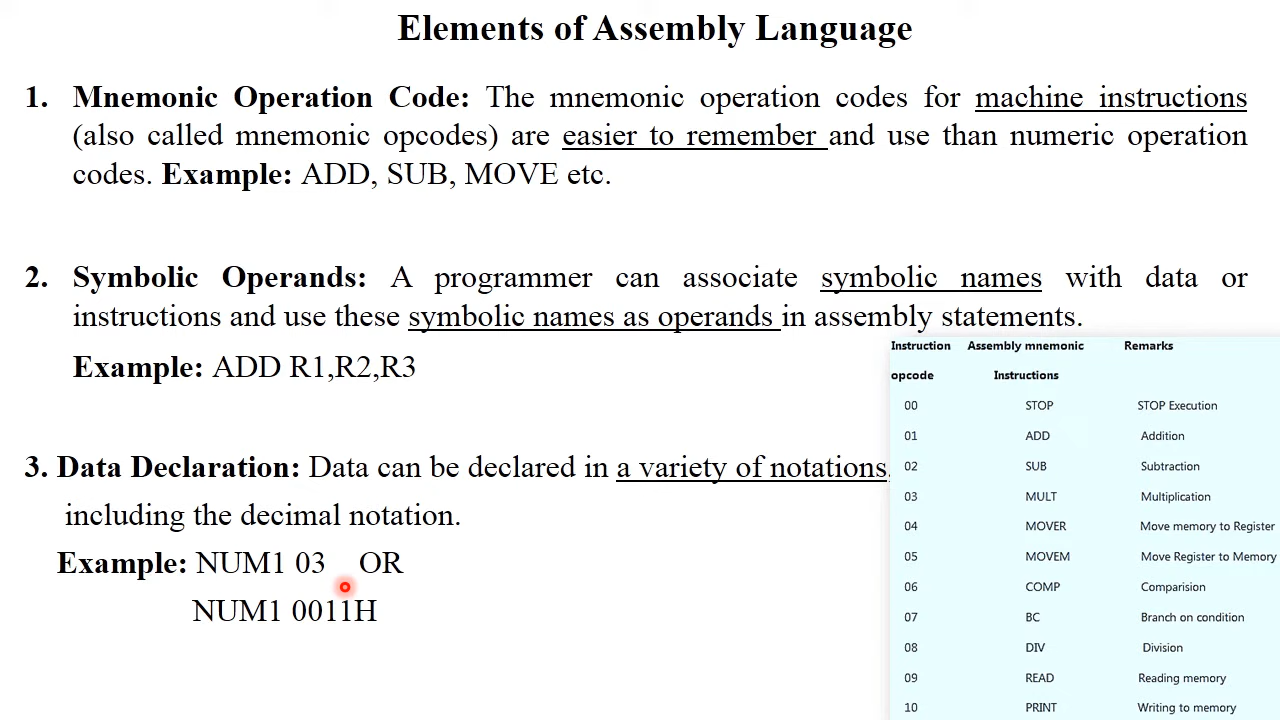 Elements of Assembly Language
1. Mnemonic Operation Code: The mnemonic operation codes for machine instructions
(also called mnemonic opcodes) are easier to remember and use than numeric operation
codes. Example: ADD, SUB, MOVE etc.
2. Symbolic Operands: A programmer can associate symbolic names with data or
instructions and use these symbolic names as operands in assembly statements.
Example: ADD R1,R2,R3
3. Data Declaration: Data can be declared in a variety of notations,
including the decimal notation.
Example: NUM1 03 OR
NUM1 0011H
Instruction Assembly mnemonic Remarks
opcode Instructions
00 STOP STOP Execution
01 ADD Addition
02 SUB Subtraction
03 MULT Multiplication
04 MOVER Move memory to Register
05 MOVEM Move Register to Memory
06 COMP Comparision
07 BC Branch on condition
08 DIV Division
09 READ Reading memory
10 PRINT Writing to memory